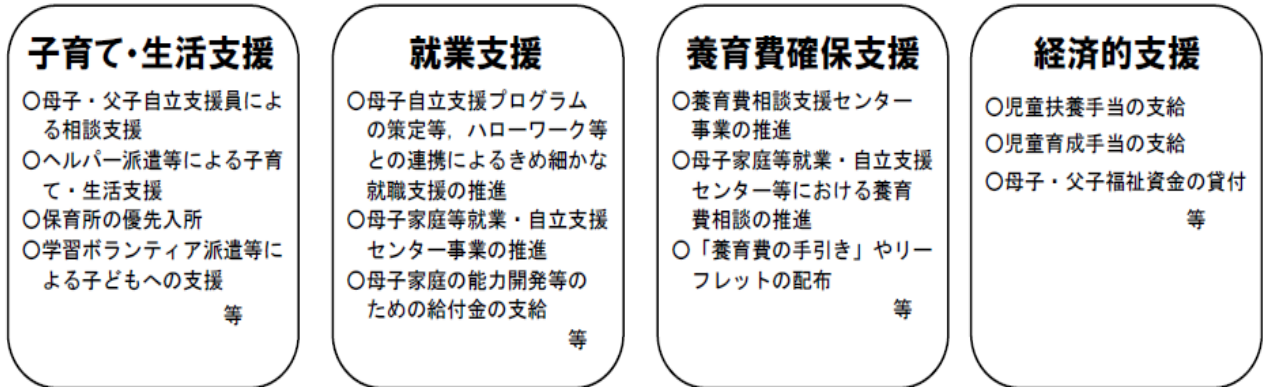 子育て・生活支援
〇母子・父子自立支援員によ
る相談支援
〇ヘルパー派遣等による子育
て・生活支援
〇保育所の優先入所
〇学習ボランティア派遣等に
よる子どもへの支援
等
就業支援
〇母子自立支援プログラム
の策定等，ハローワーク等
との連携によるきめ細かな
就職支援の推進
〇母子家庭等就業・自立支援
センター事業の推進
〇母子家庭の能力開発等の
ための給付金の支給
等
養育費確保支援
〇養育費相談支援センター
事業の推進
〇母子家庭等就業・自立支援
センター等における養育
費相談の推進
〇「養育費の手引き」やリー
フレットの配布
等
経済的支援
〇児童扶養手当の支給
〇児童育成手当の支給
〇母子・父子福祉資金の貸付
等